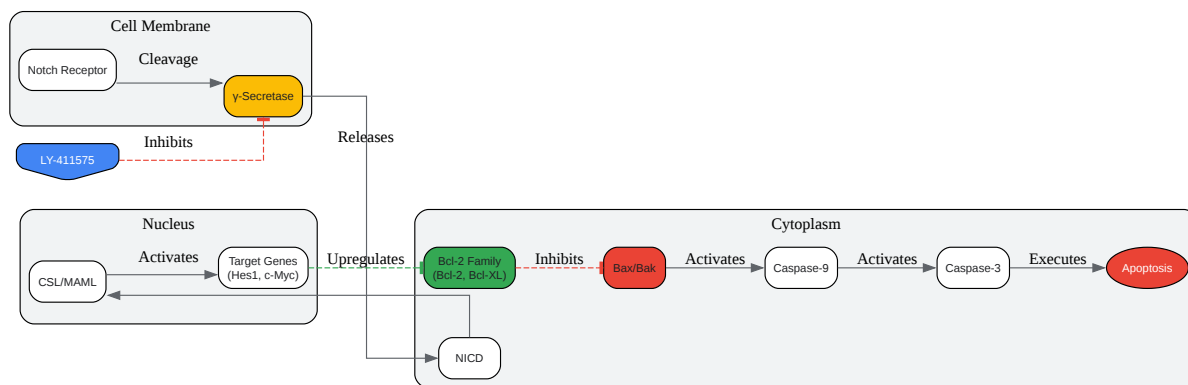 Cell Membrane
Notch Receptor
Cleavage
γ-Secretase
Inhibits
LY-411575
Releases
Nucleus
CSL/MAML
Activates
Target Genes
(Hes1, c-Myc)
Upregulates
Cytoplasm
Bcl-2 Family
(Bcl-2, Bcl-XL)
Inhibits
Bax/Bak
Activates
Caspase-9
Activates
Caspase-3
Executes
Apoptosis
NICD